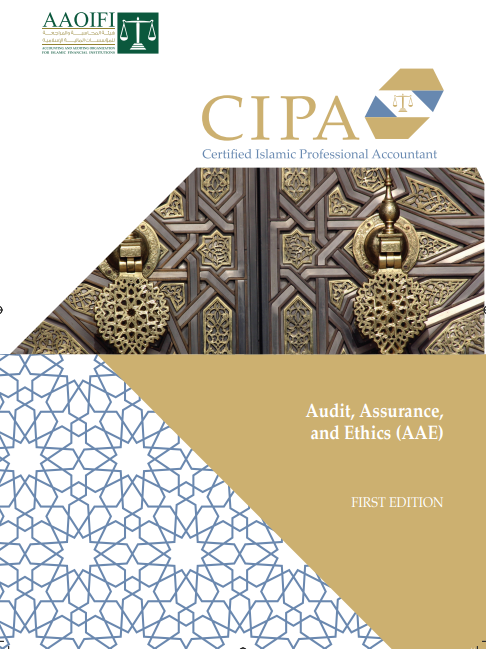 AAOIFI
هيئة المحاسبة والمراجعة
للمؤسسات المالية الإسلامية
ACCOUNTING AND AUDITING ORGANIZATION
FOR ISLAMIC FINANCIAL INSTITUTIONS
CIPA
Certified Islamic Professional Accountant
Audit, Assurance,
and Ethics (AAE)
FIRST EDITION